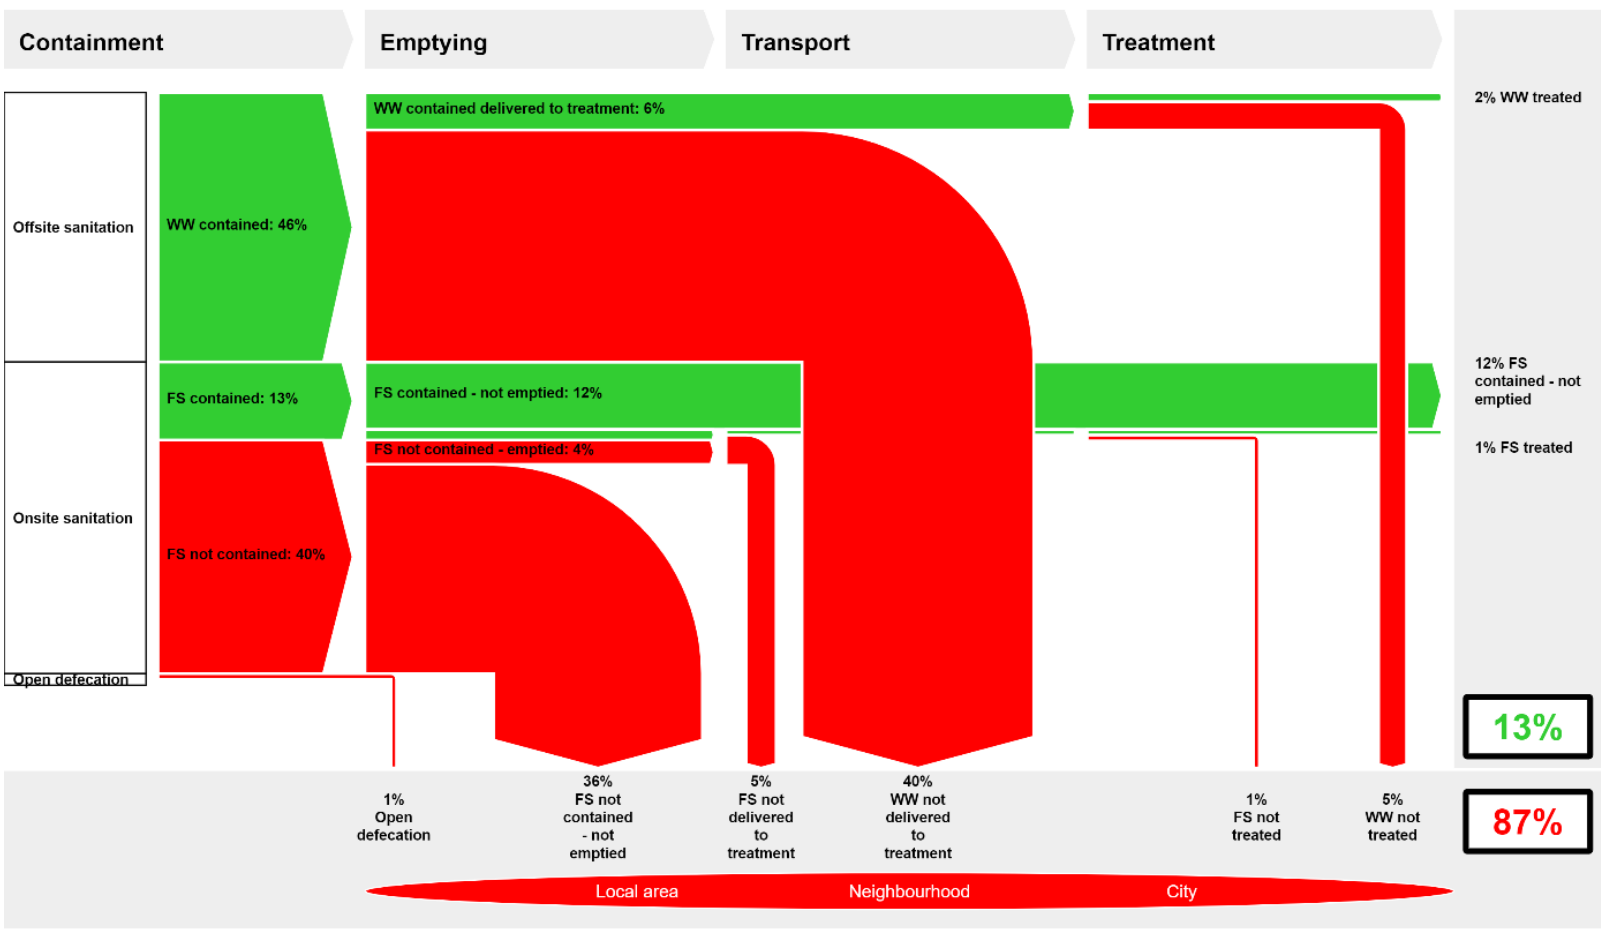 Containment
Emptying
Transport
Treatment
Offsite sanitation
WW contained: 46%
WW contained delivered to treatment: 6%
2% WW treated
Onsite sanitation
FS contained: 13%
FS contained - not emptied: 12%
12% FS
contained - not
emptied
FS not contained - emptied: 4%
1% FS treated
FS not contained: 40%
Open defecation
13%
87%
1%
Open
defecation
36%
FS not
contained
- not
emptied
5%
FS not
delivered
to
treatment
40%
WW not
delivered
to
treatment
1%
FS not
treated
5%
WW not
treated
Local area
Neighbourhood
City